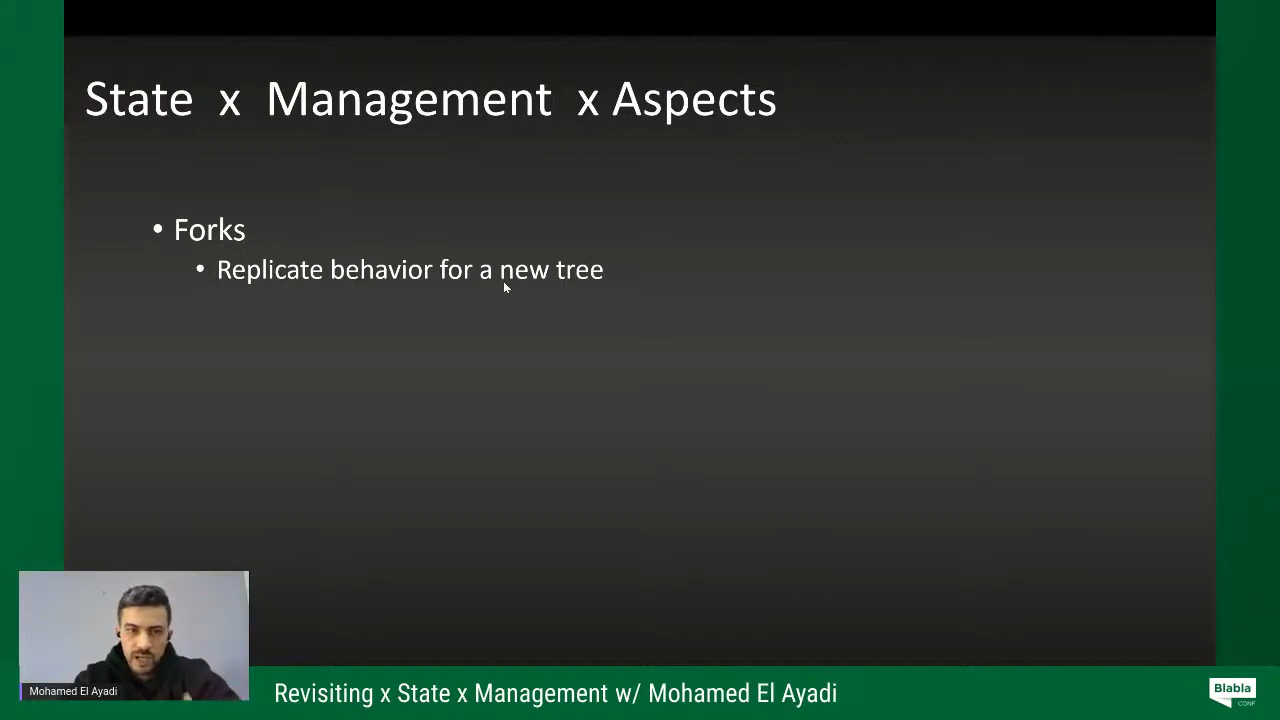 State x Management x Aspects
• Forks
• Replicate behavior for a new tree
Mohamed El Ayadi
Revisiting x State x Management w/ Mohamed El Ayadi
Blabla
CONF